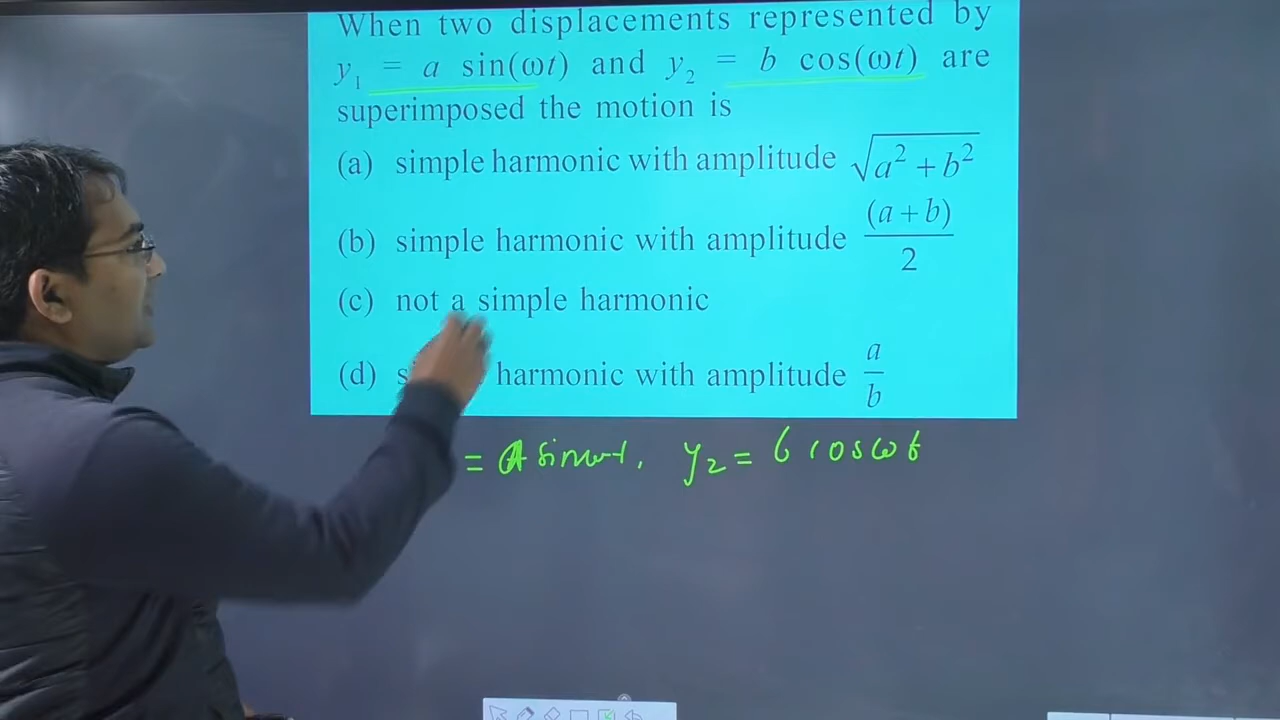 When two displacements represented by
y₁ = a sin(ωt) and y₂ = b cos(ωt) are
superimposed the motion is
(a) simple harmonic with amplitude √(a² + b²)
(b) simple harmonic with amplitude (a + b)/2
(c) not a simple harmonic
(d) harmonic with amplitude a/b
= A sinωt, y₂ = b cosωt